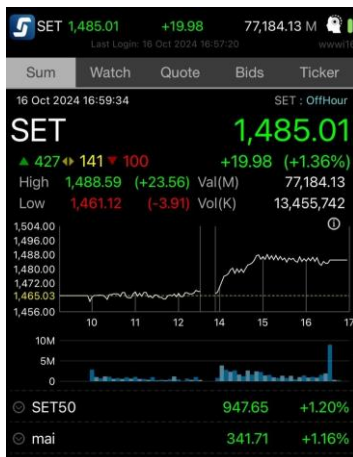 SET 1,485.01 +19.98 77,184.13 M
Last Login: 16 Oct 2024 16:57:20
Sum Watch Quote Bids Ticker
16 Oct 2024 16:59:34 SET : OffHour
SET 1,485.01
▲ 427 141 ▼ 100 +19.98 (+1.36%)
High 1,488.59 (+23.56) Val(M) 77,184.13
Low 1,461.12 (-3.91) Vol(K) 13,455,742
1,504.00
1,496.00
1,488.00
1,480.00
1,472.00
1,465.03
1,456.00
10 11 12 14 15 16 17
10M
5M
0
SET50 947.65 +1.20%
mai 341.71 +1.16%